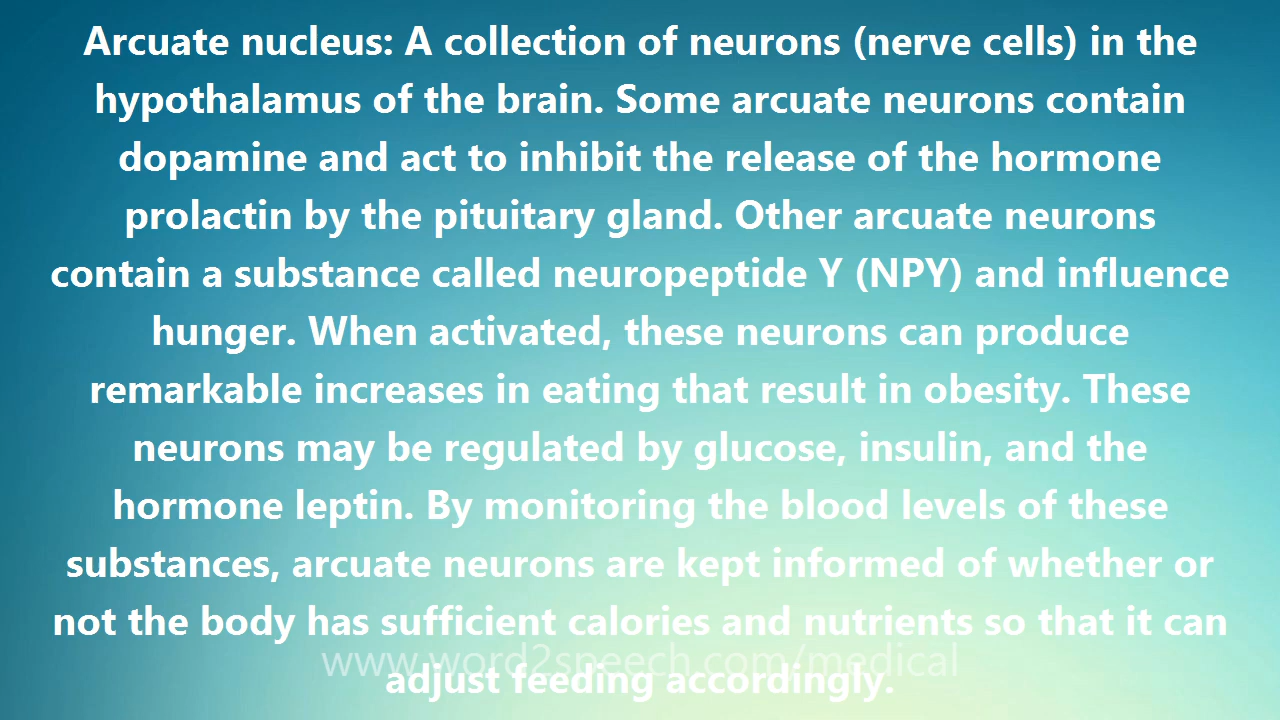 Arcuate nucleus: A collection of neurons (nerve cells) in the
hypothalamus of the brain. Some arcuate neurons contain
dopamine and act to inhibit the release of the hormone
prolactin by the pituitary gland. Other arcuate neurons
contain a substance called neuropeptide Y (NPY) and influence
hunger. When activated, these neurons can produce
remarkable increases in eating that result in obesity. These
neurons may be regulated by glucose, insulin, and the
hormone leptin. By monitoring the blood levels of these
substances, arcuate neurons are kept informed of whether or
not the body has sufficient calories and nutrients so that it can
www.word2speech.com/medical
adjust feeding accordingly.